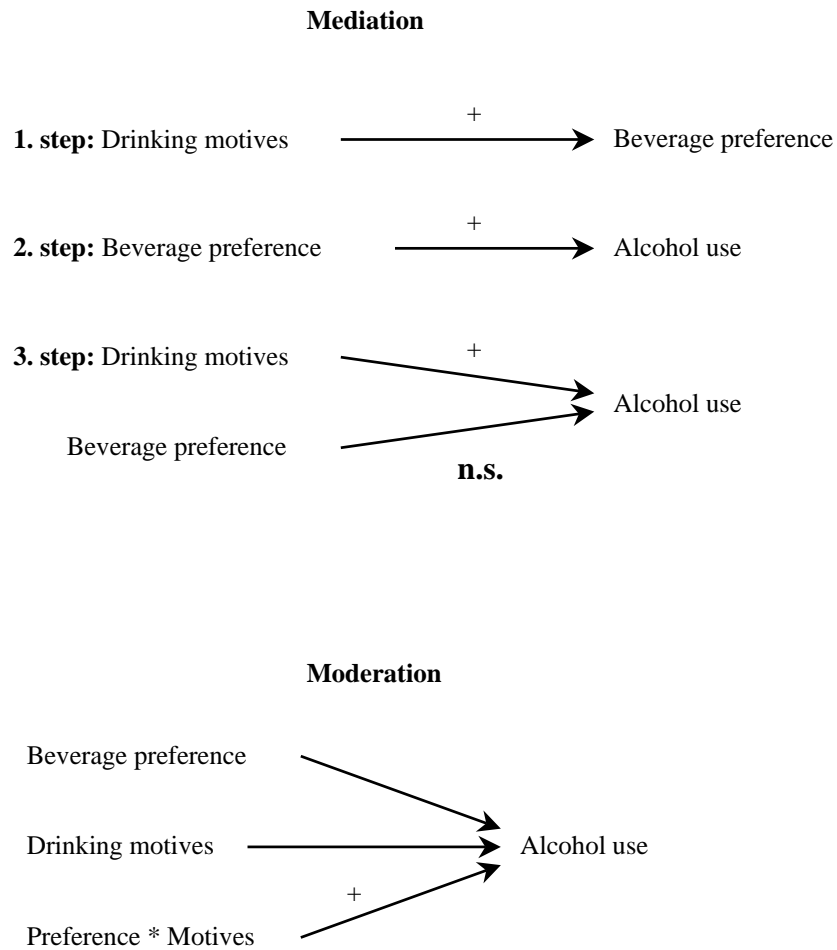 Mediation
+
1. step: Drinking motives Beverage preference
+
2. step: Beverage preference Alcohol use
3. step: Drinking motives +
Alcohol use
Beverage preference
n.s.
Moderation
Beverage preference
Drinking motives Alcohol use
+
Preference * Motives